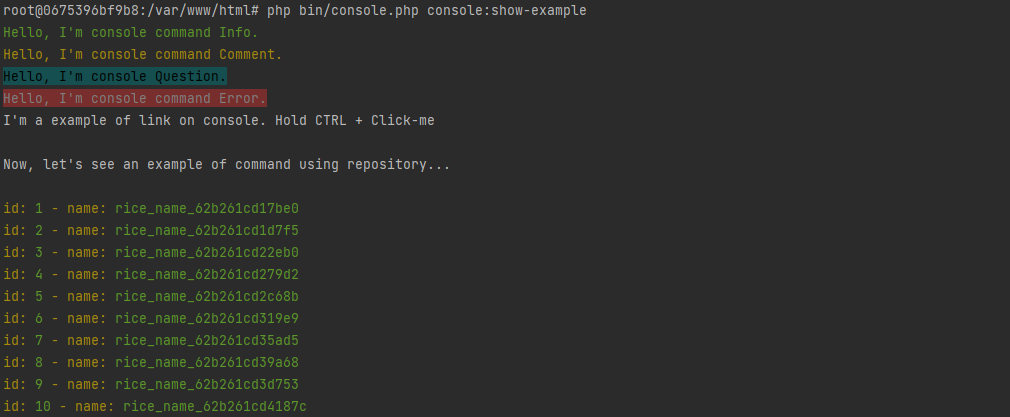 root@0675396bf9b8:/var/www/html# php bin/console.php console:show-example
Hello, I'm console command Info.
Hello, I'm console command Comment.
Hello, I'm console Question.
Hello, I'm console command Error.
I'm a example of link on console. Hold CTRL + Click-me
Now, let's see an example of command using repository...
id: 1 - name: rice_name_62b261cd17be0
id: 2 - name: rice_name_62b261cd1d7f5
id: 3 - name: rice_name_62b261cd22eb0
id: 4 - name: rice_name_62b261cd279d2
id: 5 - name: rice_name_62b261cd2c68b
id: 6 - name: rice_name_62b261cd319e9
id: 7 - name: rice_name_62b261cd35ad5
id: 8 - name: rice_name_62b261cd39a68
id: 9 - name: rice_name_62b261cd3d753
id: 10 - name: rice_name_62b261cd4187c